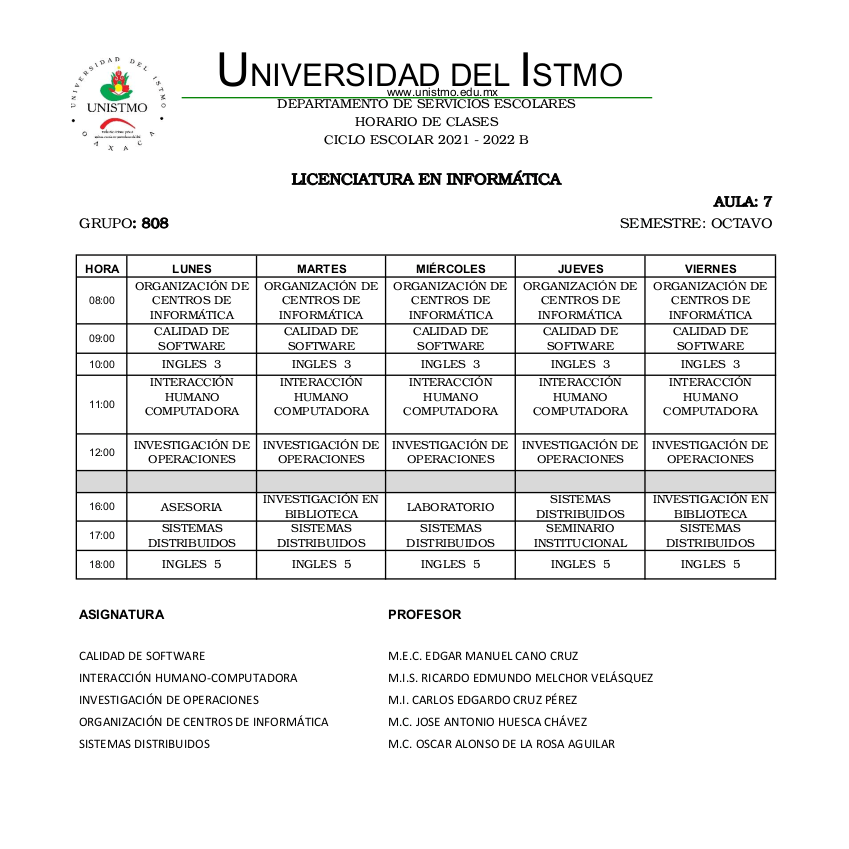 UNIVERSIDAD DEL ISTMO
UNISTMO
OAXACA
UNIVERSIDAD DEL ISTMO
www.unistmo.edu.mx
DEPARTAMENTO DE SERVICIOS ESCOLARES
HORARIO DE CLASES
CICLO ESCOLAR 2021 - 2022 B
LICENCIATURA EN INFORMÁTICA
AULA: 7
GRUPO: 808 SEMESTRE: OCTAVO
HORA LUNES MARTES MIÉRCOLES JUEVES VIERNES
08:00 ORGANIZACIÓN DE CENTROS DE INFORMÁTICA ORGANIZACIÓN DE CENTROS DE INFORMÁTICA ORGANIZACIÓN DE CENTROS DE INFORMÁTICA ORGANIZACIÓN DE CENTROS DE INFORMÁTICA ORGANIZACIÓN DE CENTROS DE INFORMÁTICA
09:00 CALIDAD DE SOFTWARE CALIDAD DE SOFTWARE CALIDAD DE SOFTWARE CALIDAD DE SOFTWARE CALIDAD DE SOFTWARE
10:00 INGLES 3 INGLES 3 INGLES 3 INGLES 3 INGLES 3
11:00 INTERACCIÓN HUMANO COMPUTADORA INTERACCIÓN HUMANO COMPUTADORA INTERACCIÓN HUMANO COMPUTADORA INTERACCIÓN HUMANO COMPUTADORA INTERACCIÓN HUMANO COMPUTADORA
12:00 INVESTIGACIÓN DE OPERACIONES INVESTIGACIÓN DE OPERACIONES INVESTIGACIÓN DE OPERACIONES INVESTIGACIÓN DE OPERACIONES INVESTIGACIÓN DE OPERACIONES
16:00 ASESORIA INVESTIGACIÓN EN BIBLIOTECA LABORATORIO SISTEMAS DISTRIBUIDOS INVESTIGACIÓN EN BIBLIOTECA
17:00 SISTEMAS DISTRIBUIDOS SISTEMAS DISTRIBUIDOS SISTEMAS DISTRIBUIDOS SEMINARIO INSTITUCIONAL SISTEMAS DISTRIBUIDOS
18:00 INGLES 5 INGLES 5 INGLES 5 INGLES 5 INGLES 5
ASIGNATURA PROFESOR
CALIDAD DE SOFTWARE M.E.C. EDGAR MANUEL CANO CRUZ
INTERACCIÓN HUMANO-COMPUTADORA M.I.S. RICARDO EDMUNDO MELCHOR VELÁSQUEZ
INVESTIGACIÓN DE OPERACIONES M.I. CARLOS EDGARDO CRUZ PÉREZ
ORGANIZACIÓN DE CENTROS DE INFORMÁTICA M.C. JOSE ANTONIO HUESCA CHÁVEZ
SISTEMAS DISTRIBUIDOS M.C. OSCAR ALONSO DE LA ROSA AGUILAR